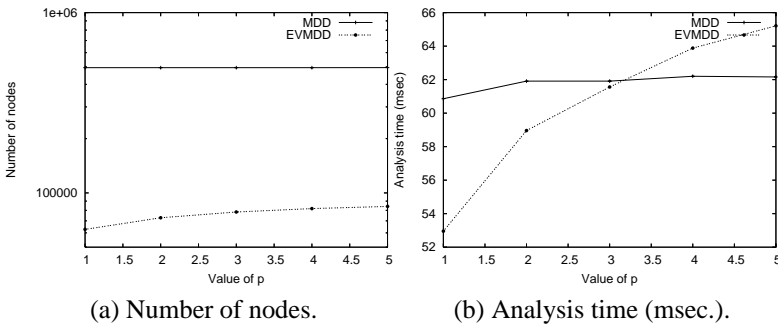 1e+06
100000
Number of nodes
MDD
EVMDD
1 1.5 2 2.5 3 3.5 4 4.5 5
Value of p
(a) Number of nodes.
66
64
62
60
58
56
54
52
Analysis time (msec)
MDD
EVMDD
1 1.5 2 2.5 3 3.5 4 4.5 5
Value of p
(b) Analysis time (msec.).